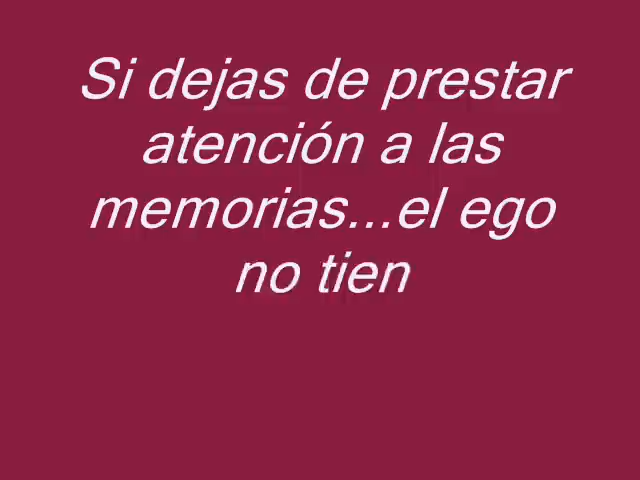 Si dejas de prestar
atención a las
memorias...el ego
no tien